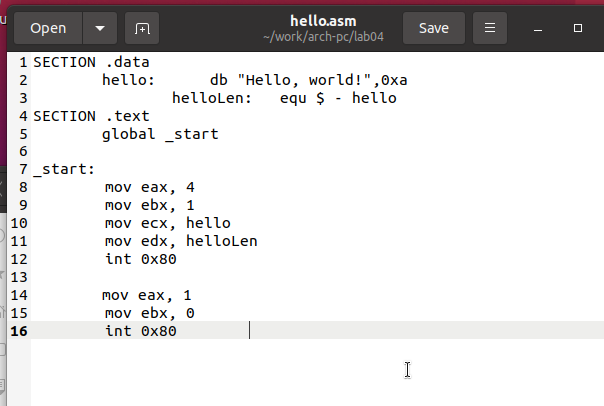 Open
hello.asm
~/work/arch-pc/lab04
Save
1 SECTION .data
2 hello: db "Hello, world!",0xa
3 helloLen: equ $ - hello
4 SECTION .text
5 global _start
6
7 _start:
8 mov eax, 4
9 mov ebx, 1
10 mov ecx, hello
11 mov edx, helloLen
12 int 0x80
13
14 mov eax, 1
15 mov ebx, 0
16 int 0x80